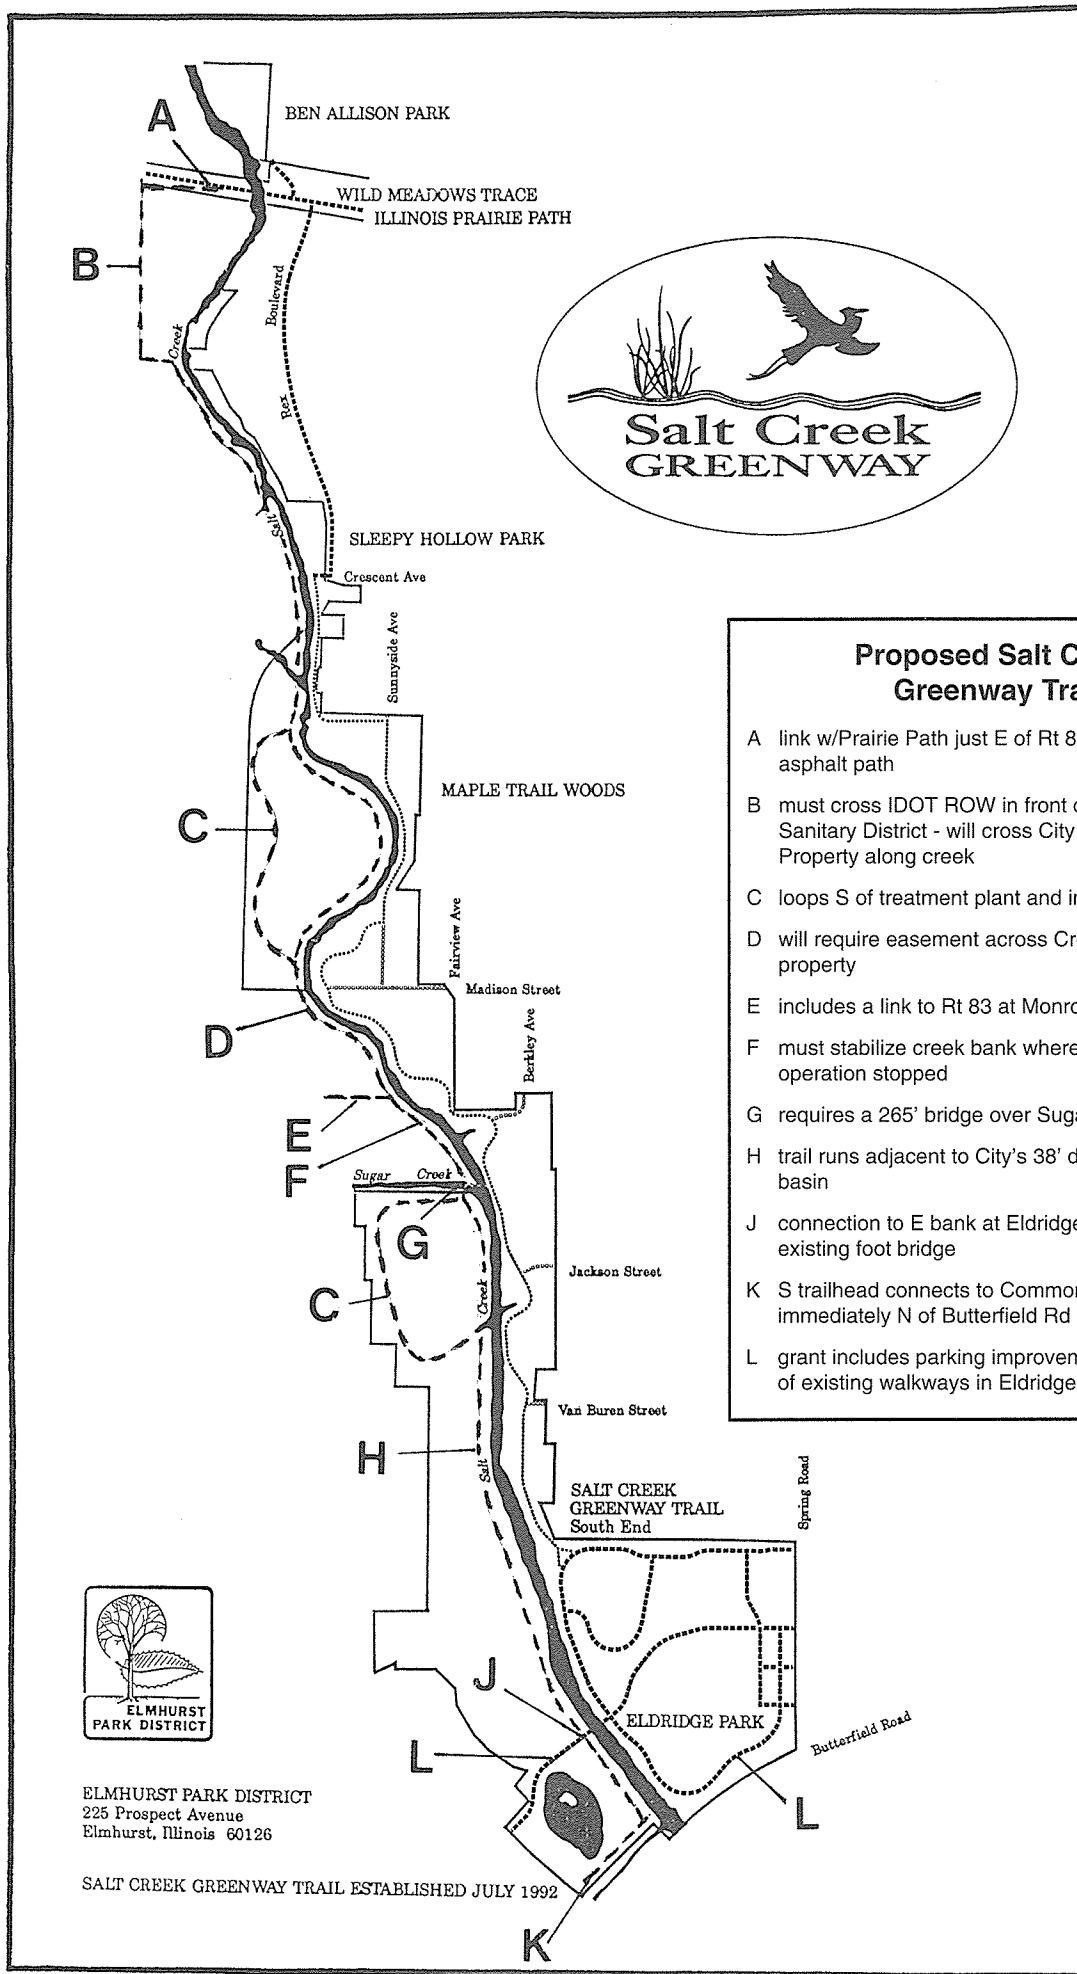 A
BEN ALLISON PARK
WILD MEADOWS TRACE
ILLINOIS PRAIRIE PATH
B
Boulevard
Rex
Creek
Salt
Salt Creek
GREENWAY
SLEEPY HOLLOW PARK
Crescent Ave
Sunnyside Ave
MAPLE TRAIL WOODS
C
Fairview Ave
Madison Street
D
Berkley Ave
E
F
Sugar Creek
G
C
Creek
Jackson Street
Van Buren Street
H
Salt
SALT CREEK
GREENWAY TRAIL
South End
Spring Road
J
ELDRIDGE PARK
Butterfield Road
L
L
K
Proposed Salt C
Greenway Tra
A link w/Prairie Path just E of Rt 8
asphalt path
B must cross IDOT ROW in front o
Sanitary District - will cross City
Property along creek
C loops S of treatment plant and in
D will require easement across Cr
property
E includes a link to Rt 83 at Monro
F must stabilize creek bank where
operation stopped
G requires a 265' bridge over Suga
H trail runs adjacent to City's 38' d
basin
J connection to E bank at Eldridge
existing foot bridge
K S trailhead connects to Common
immediately N of Butterfield Rd
L grant includes parking improvem
of existing walkways in Eldridge
ELMHURST
PARK DISTRICT
ELMHURST PARK DISTRICT
225 Prospect Avenue
Elmhurst, Illinois 60126
SALT CREEK GREENWAY TRAIL ESTABLISHED JULY 1992